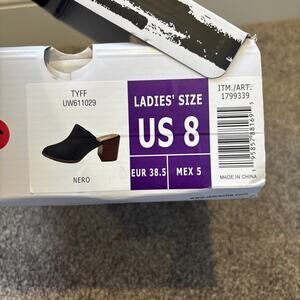 TYFF
UW611029
NERO
LADIES' SIZE
US 8
EUR 38.5
MEX 5
ITM./ART.
1799339
MADE IN CHINA